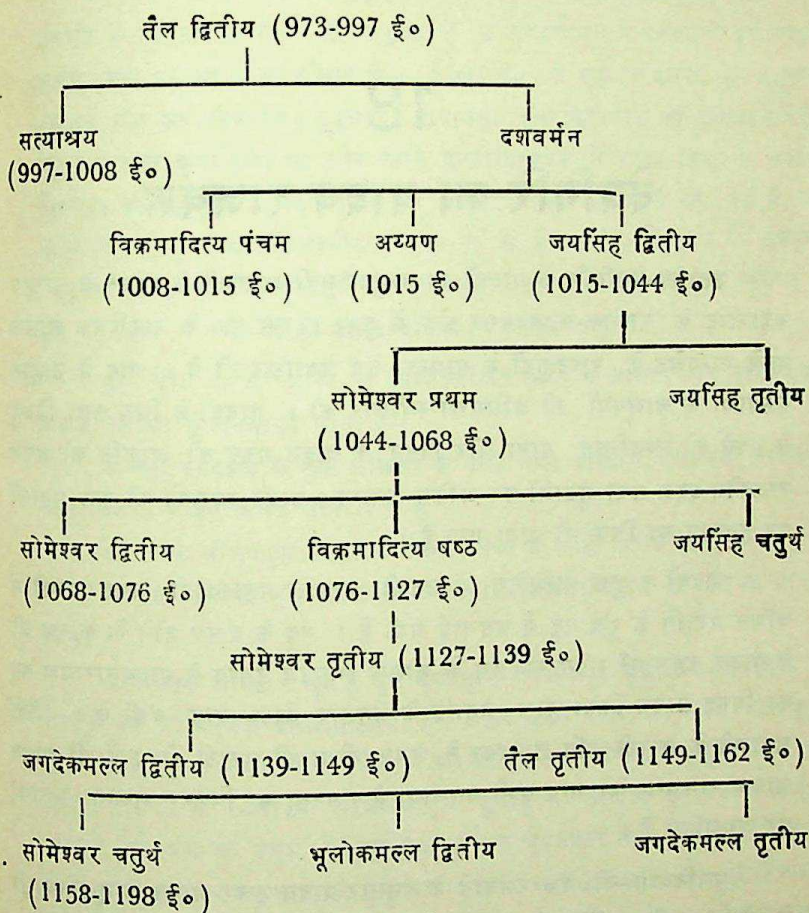 तैल द्वितीय (973-997 ई०)
सत्याश्रय दशवर्मन
(997-1008 ई०)
विक्रमादित्य पंचम अय्यण जयसिंह द्वितीय
(1008-1015 ई०) (1015 ई०) (1015-1044 ई०)
सोमेश्वर प्रथम जयसिंह तृतीय
(1044-1068 ई०)
सोमेश्वर द्वितीय विक्रमादित्य षष्ठ जयसिंह चतुर्थ
(1068-1076 ई०) (1076-1127 ई०)
सोमेश्वर तृतीय (1127-1139 ई०)
जगदेकमल्ल द्वितीय (1139-1149 ई०) तैल तृतीय (1149-1162 ई०)
सोमेश्वर चतुर्थ भूलोकमल्ल द्वितीय जगदेकमल्ल तृतीय
(1158-1198 ई०)